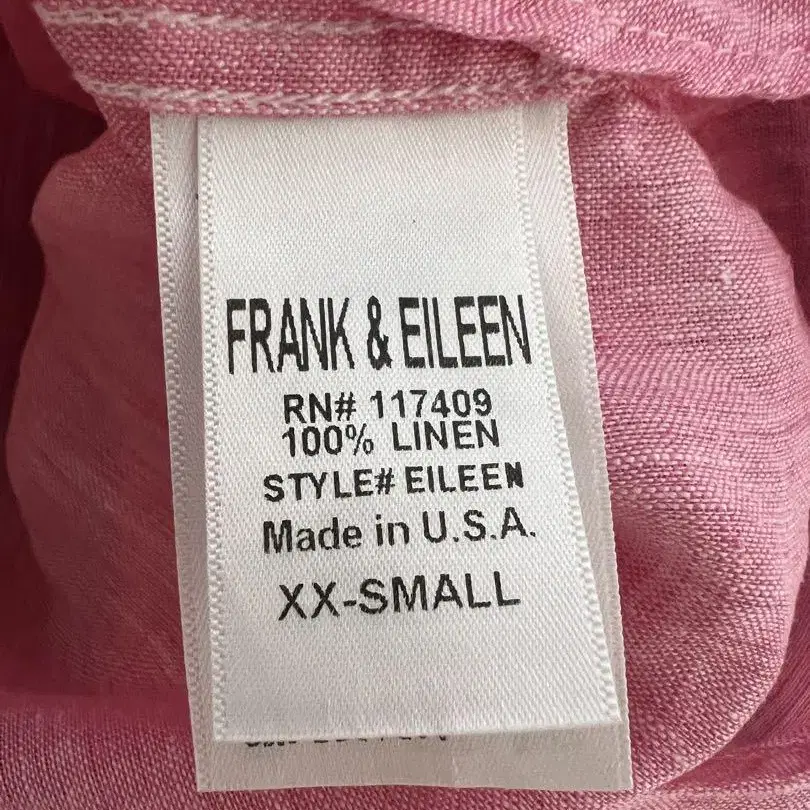 FRANK & EILEEN
RN# 117409
100% LINEN
STYLE# EILEEN
Made in U.S.A.
XX-SMALL